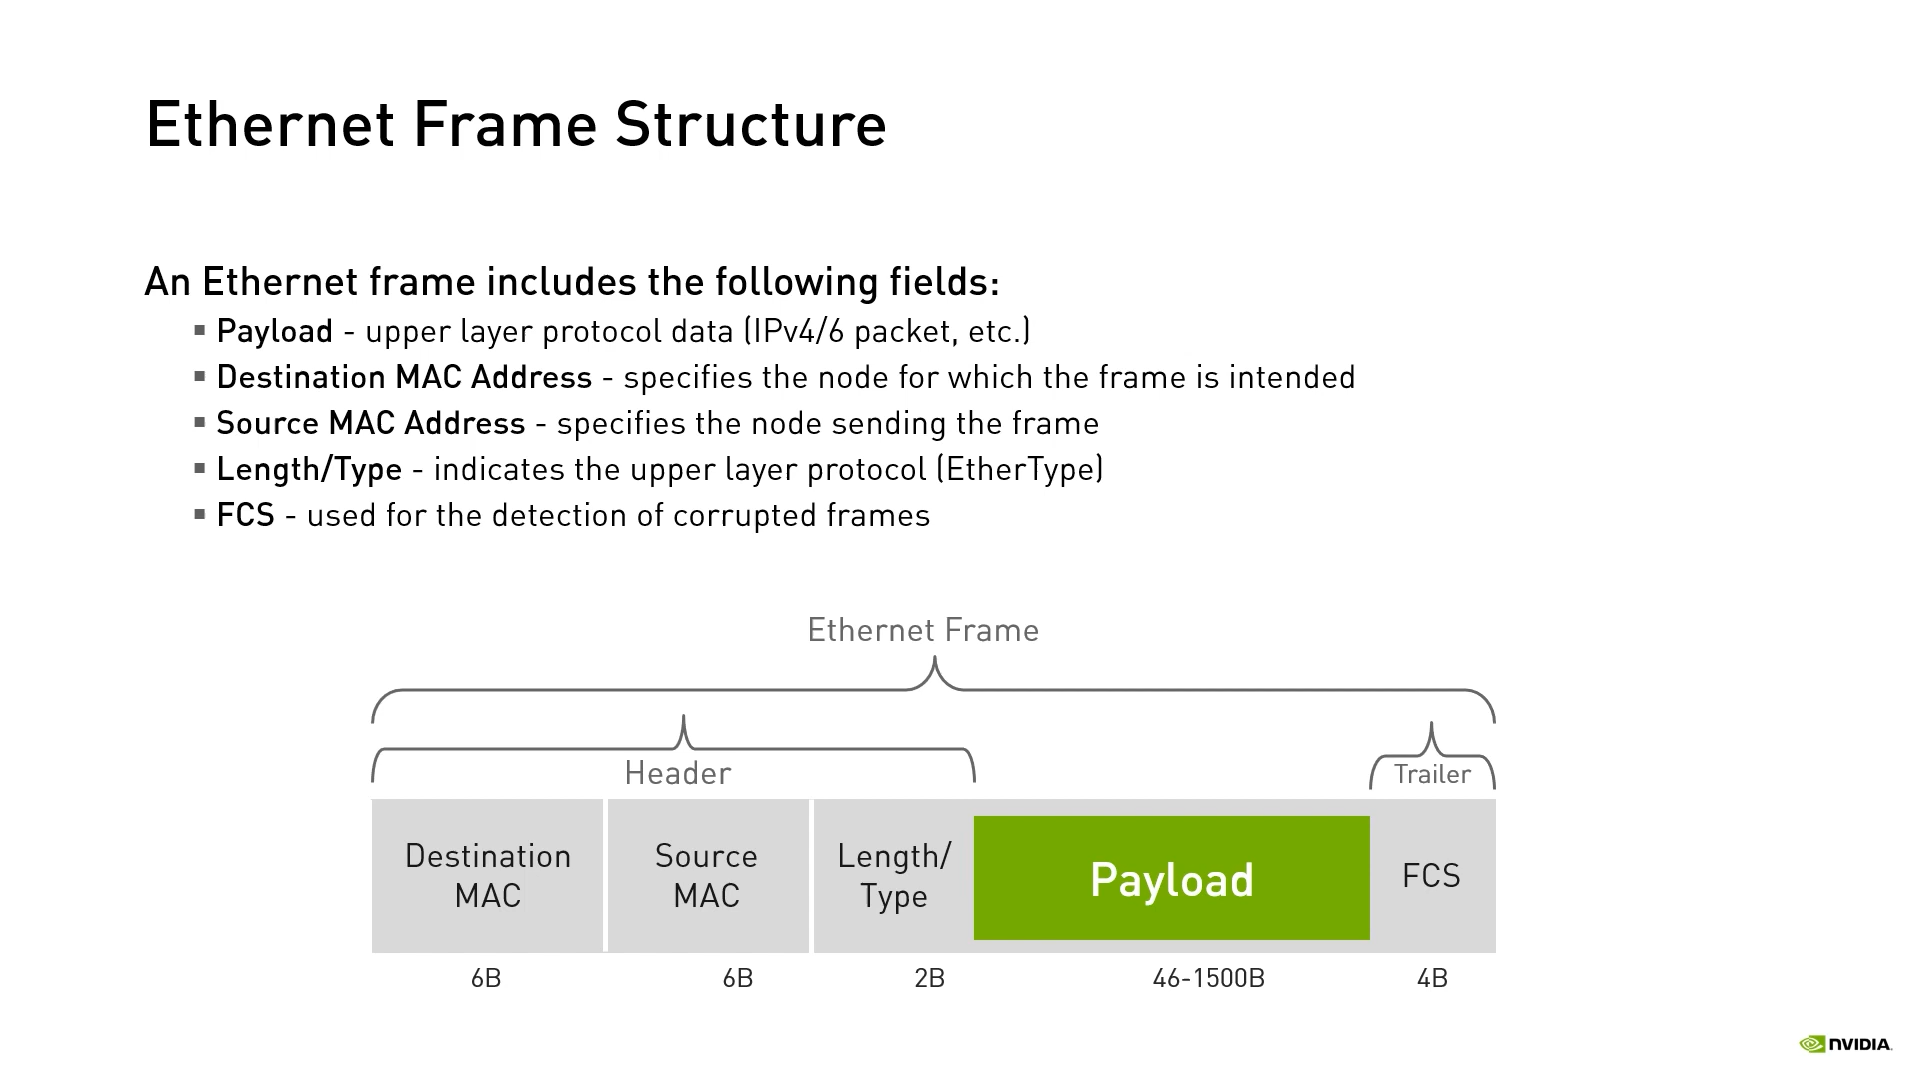 Ethernet Frame Structure
An Ethernet frame includes the following fields:
▪ Payload - upper layer protocol data (IPv4/6 packet, etc.)
▪ Destination MAC Address - specifies the node for which the frame is intended
▪ Source MAC Address - specifies the node sending the frame
▪ Length/Type - indicates the upper layer protocol (EtherType)
▪ FCS - used for the detection of corrupted frames
Ethernet Frame
Header
Trailer
Destination
MAC
Source
MAC
Length/
Type
Payload
FCS
6B
6B
2B
46-1500B
4B
NVIDIA.